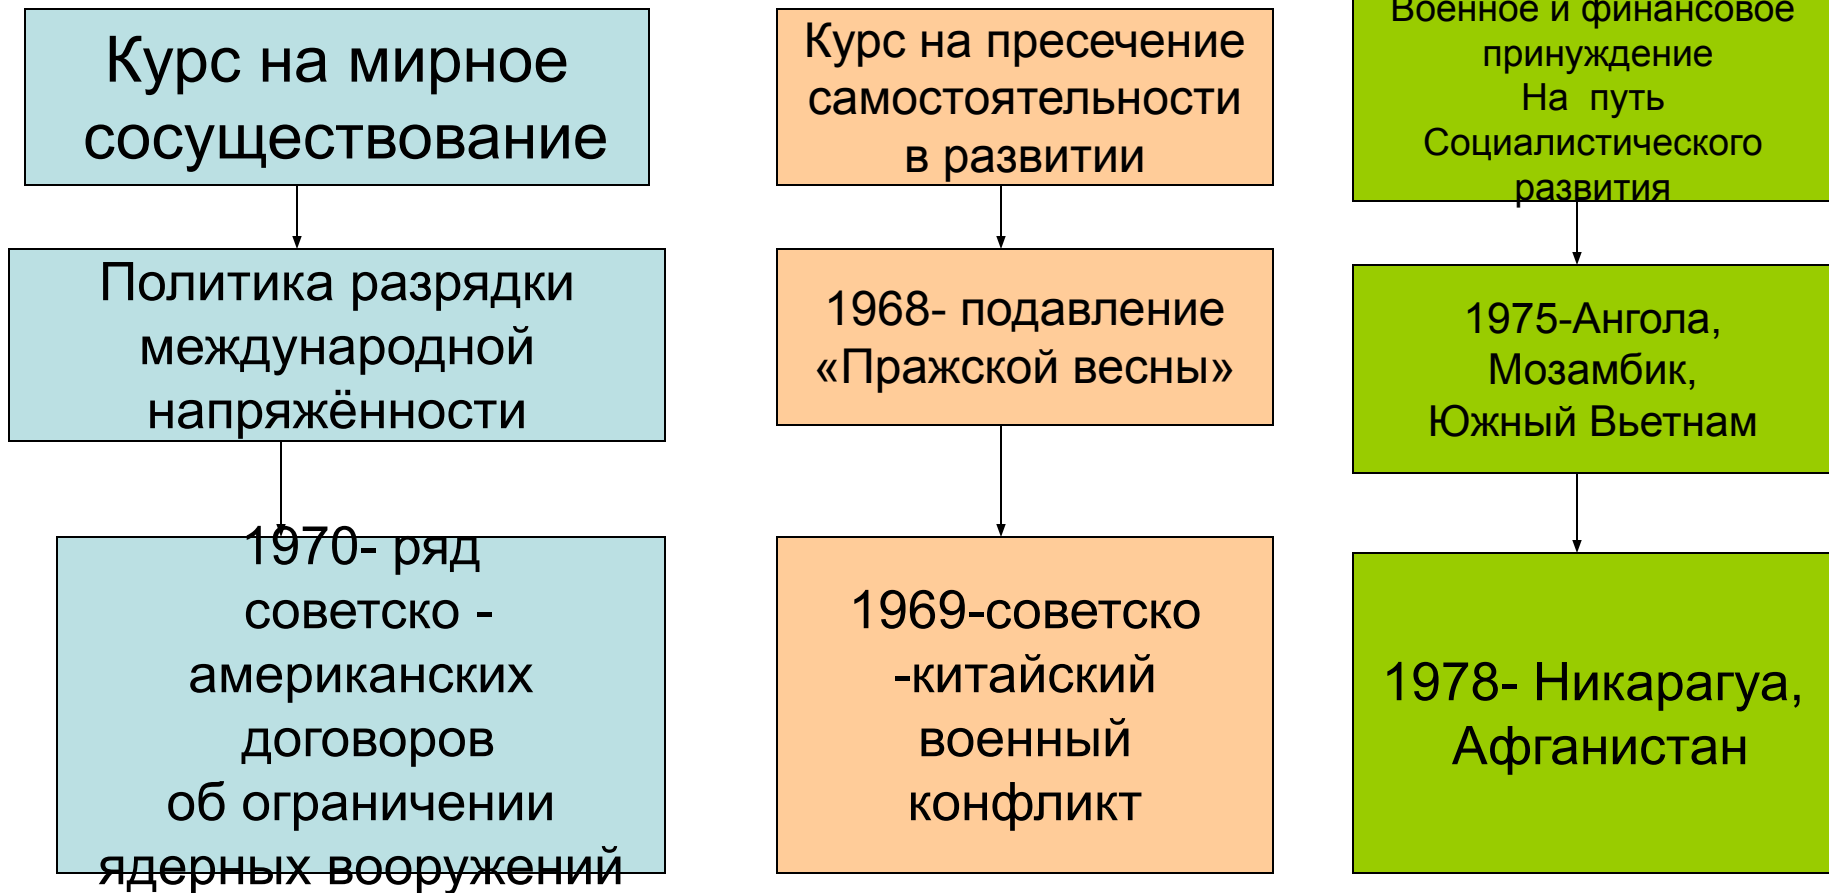 Курс на мирное
сосуществование
Политика разрядки
международной
напряжённости
1970- ряд
советско -
американских
договоров
об ограничении
ядерных вооружений
Курс на пресечение
самостоятельности
в развитии
1968- подавление
«Пражской весны»
1969-советско
-китайский
военный
конфликт
Военное и финансовое
принуждение
На путь
Социалистического
развития
1975-Ангола,
Мозамбик,
Южный Вьетнам
1978- Никарагуа,
Афганистан